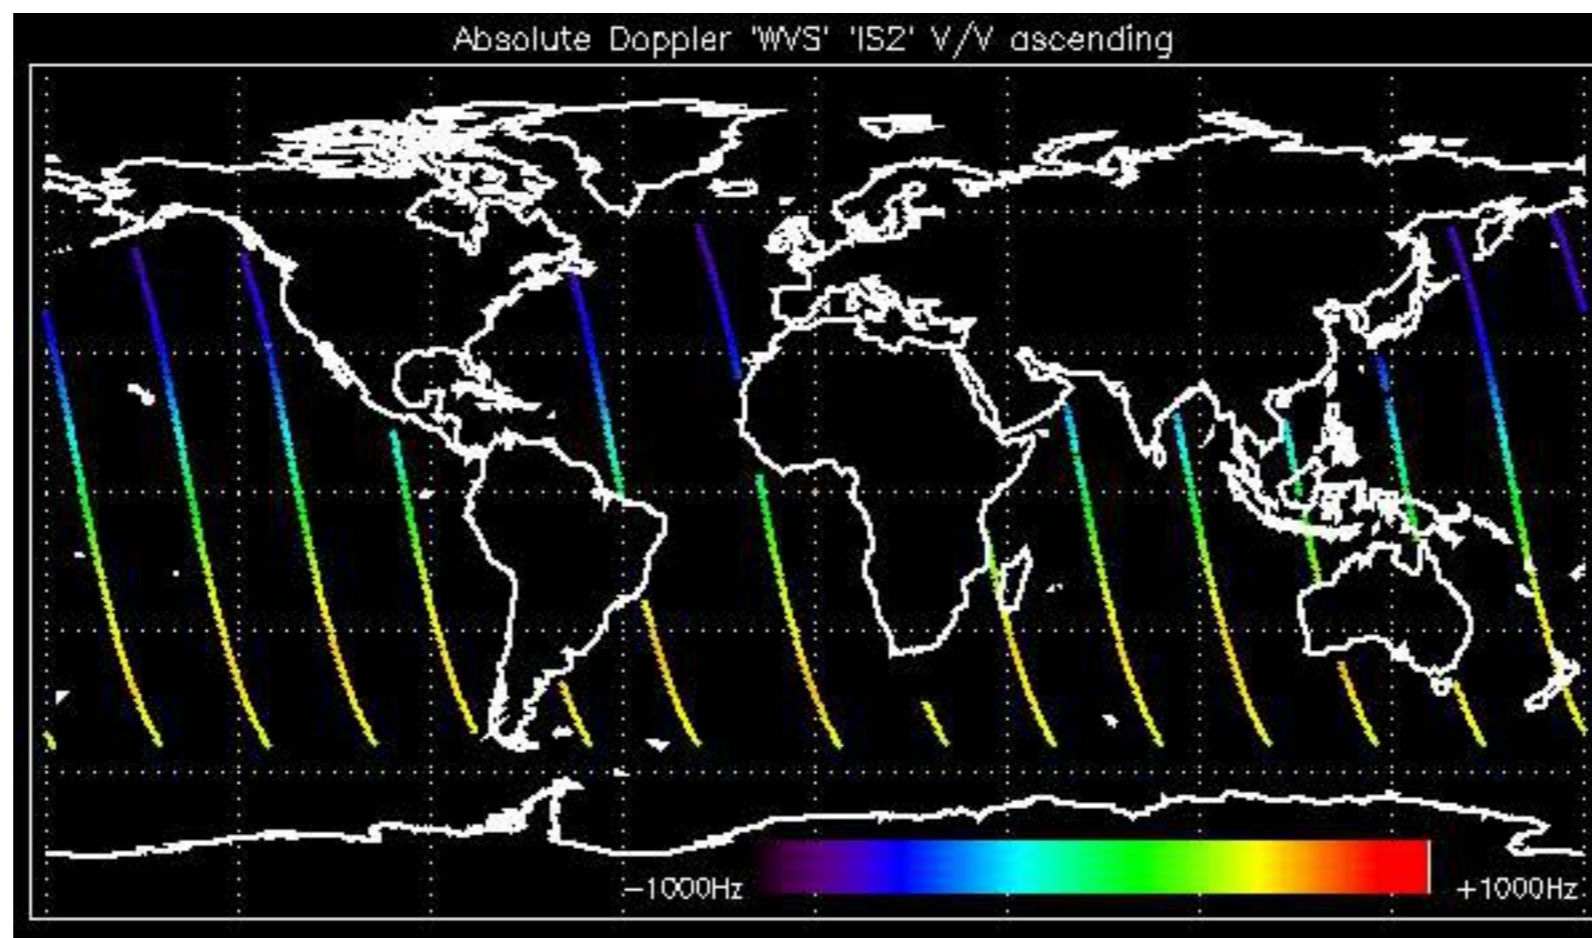 Absolute Doppler 'WVS' 'IS2' V/V ascending
-1000Hz +1000Hz